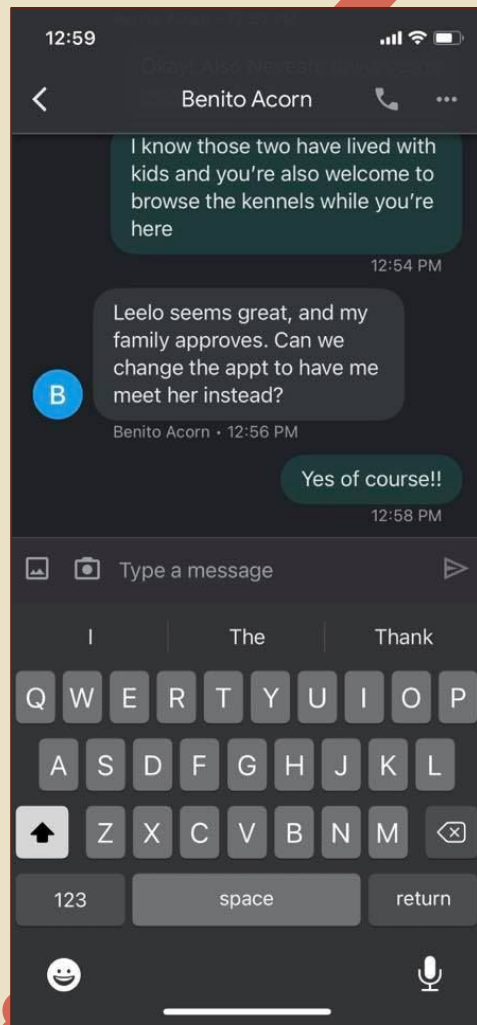 12:59
Benito Acorn
I know those two have lived with
kids and you're also welcome to
browse the kennels while you're
here
12:54 PM
Leelo seems great, and my
family approves. Can we
change the appt to have me
meet her instead?
B
Benito Acorn • 12:56 PM
Yes of course!!
12:58 PM
Type a message
I The Thank
Q W E R T Y U I O P
A S D F G H J K L
Z X C V B N M
123 space return